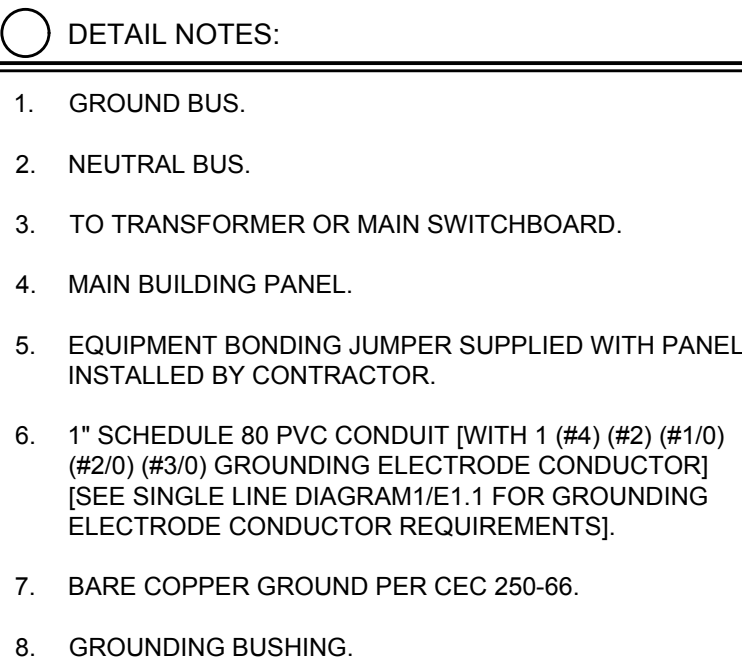 DETAIL NOTES:
1. GROUND BUS.
2. NEUTRAL BUS.
3. TO TRANSFORMER OR MAIN SWITCHBOARD.
4. MAIN BUILDING PANEL.
5. EQUIPMENT BONDING JUMPER SUPPLIED WITH PANEL
INSTALLED BY CONTRACTOR.
6. 1" SCHEDULE 80 PVC CONDUIT [WITH 1 (#4) (#2) (#1/0)
(#2/0) (#3/0) GROUNDING ELECTRODE CONDUCTOR]
[SEE SINGLE LINE DIAGRAM1/E1.1 FOR GROUNDING
ELECTRODE CONDUCTOR REQUIREMENTS].
7. BARE COPPER GROUND PER CEC 250-66.
8. GROUNDING BUSHING.